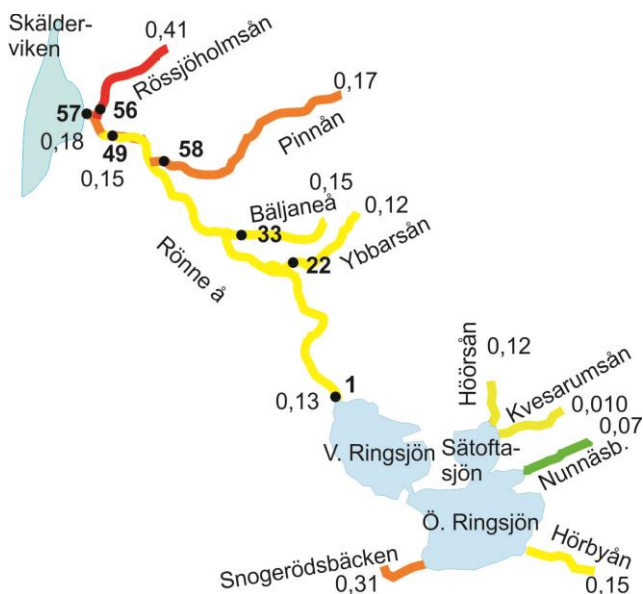 Skälder-
viken
0,41
Rössjöholmsån
0,17
57
56
Pinnån
0,18
49
58
0,15
0,15
Bäljaneå
0,12
33
Ybbarsån
Rönne å
22
0,12
Höörsån
Kvesarumsån
1
0,13
0,010
0,07
V. Ringsjön
Sätofta-
sjön
Nunnäsb.
Ö. Ringsjön
Hörbyån
Snogerödsbäcken
0,31
0,15